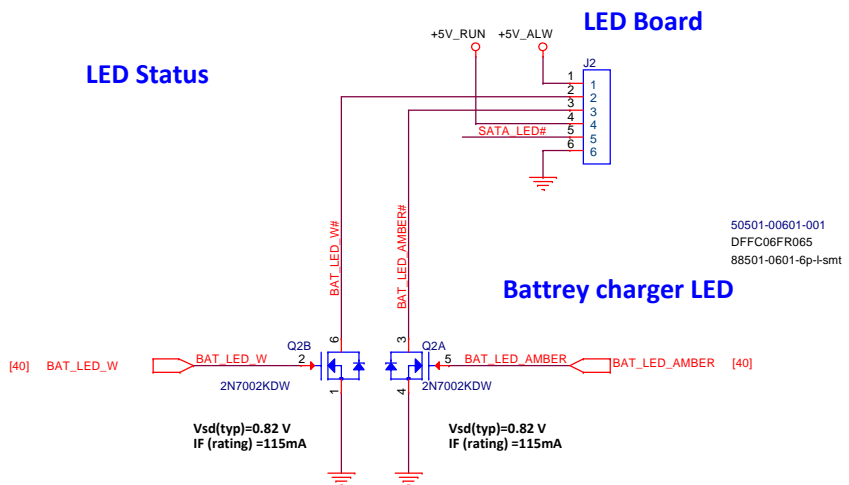 LED Board
+5V_RUN +5V_ALW
LED Status
J2
1 1
2 2
3 3
4 4
SATA_LED# 5 5
6 6
BAT_LED_W#
BAT_LED_AMBER#
50501-00601-001
DFFC06FR065
88501-0601-6p-l-smt
Battrey charger LED
Q2B 6 3 Q2A
[40] BAT_LED_W BAT_LED_W 2 5 BAT_LED_AMBER BAT_LED_AMBER [40]
2N7002KDW 1 4 2N7002KDW
Vsd(typ)=0.82 V Vsd(typ)=0.82 V
IF (rating) =115mA IF (rating) =115mA